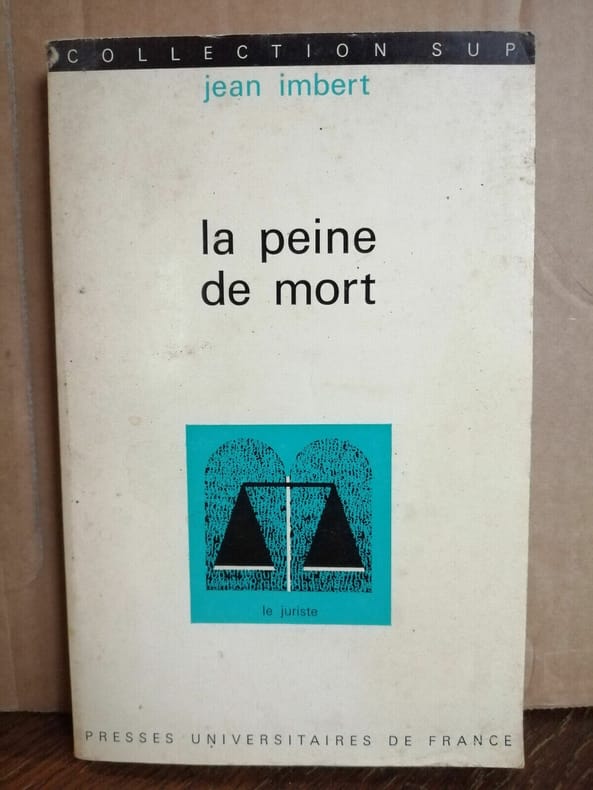 COLLECTION SUP
jean imbert
la peine
de mort
le juriste
PRESSES UNIVERSITAIRES DE FRANCE